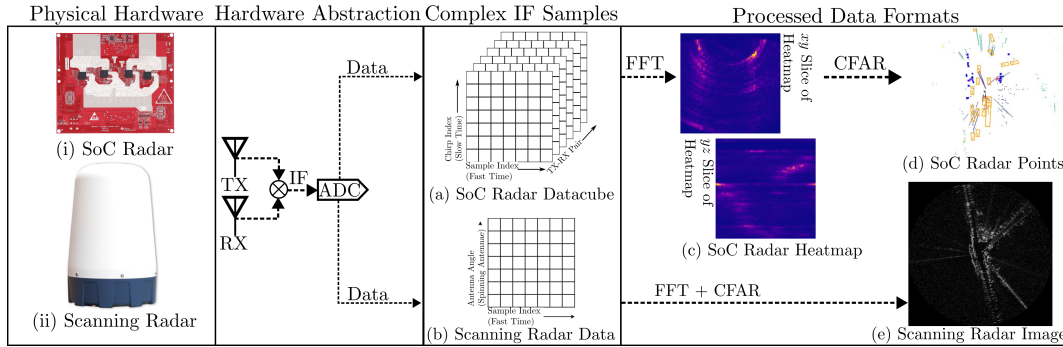 Physical Hardware
(i) SoC Radar
(ii) Scanning Radar
Hardware Abstraction
TX
RX
IF
ADC
Data
Data
Complex IF Samples
Chirp Index
(Slow Time)
Sample Index
(Fast Time)
TX-RX Pair
(a) SoC Radar Datacube
Antenna Angle
(Spinning Antennae)
Sample Index
(Fast Time)
(b) Scanning Radar Data
Processed Data Formats
FFT
xy Slice of
Heatmap
yz Slice of
Heatmap
(c) SoC Radar Heatmap
CFAR
(d) SoC Radar Points
FFT + CFAR
(e) Scanning Radar Image